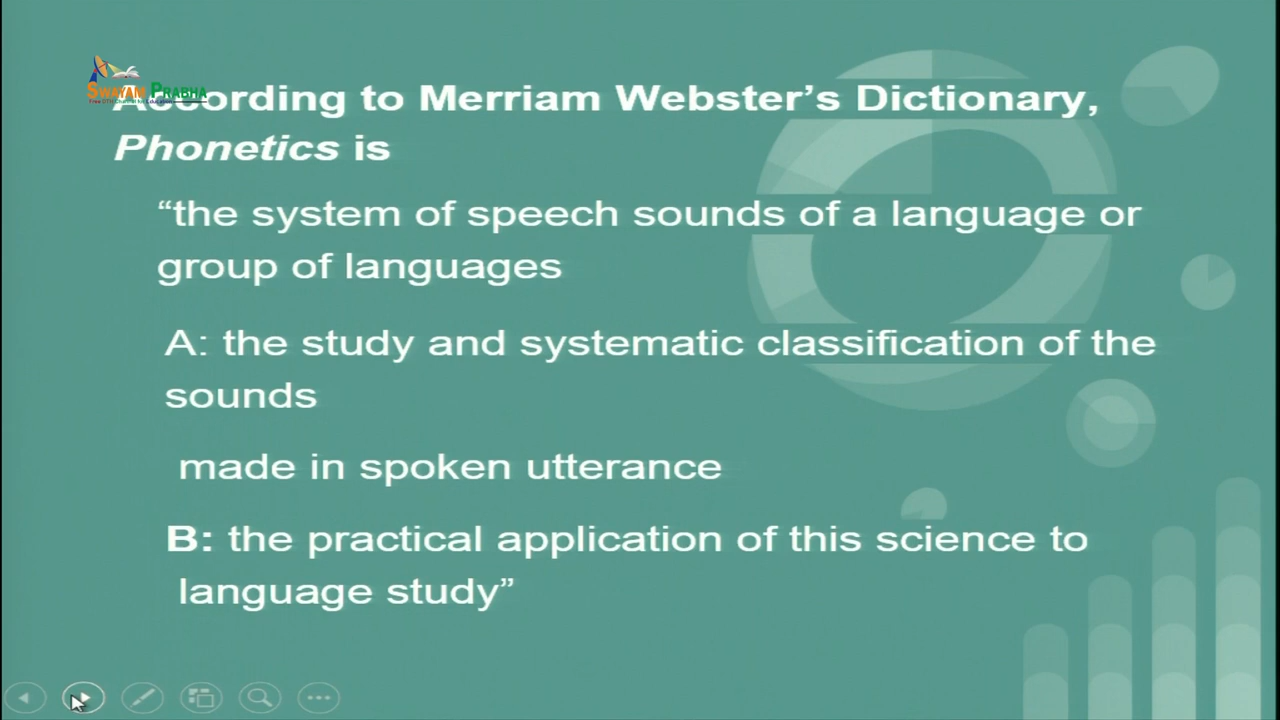 SWAYAM PRABHA
According to Merriam Webster's Dictionary,
Phonetics is
“the system of speech sounds of a language or
group of languages
A: the study and systematic classification of the
sounds
made in spoken utterance
B: the practical application of this science to
language study”